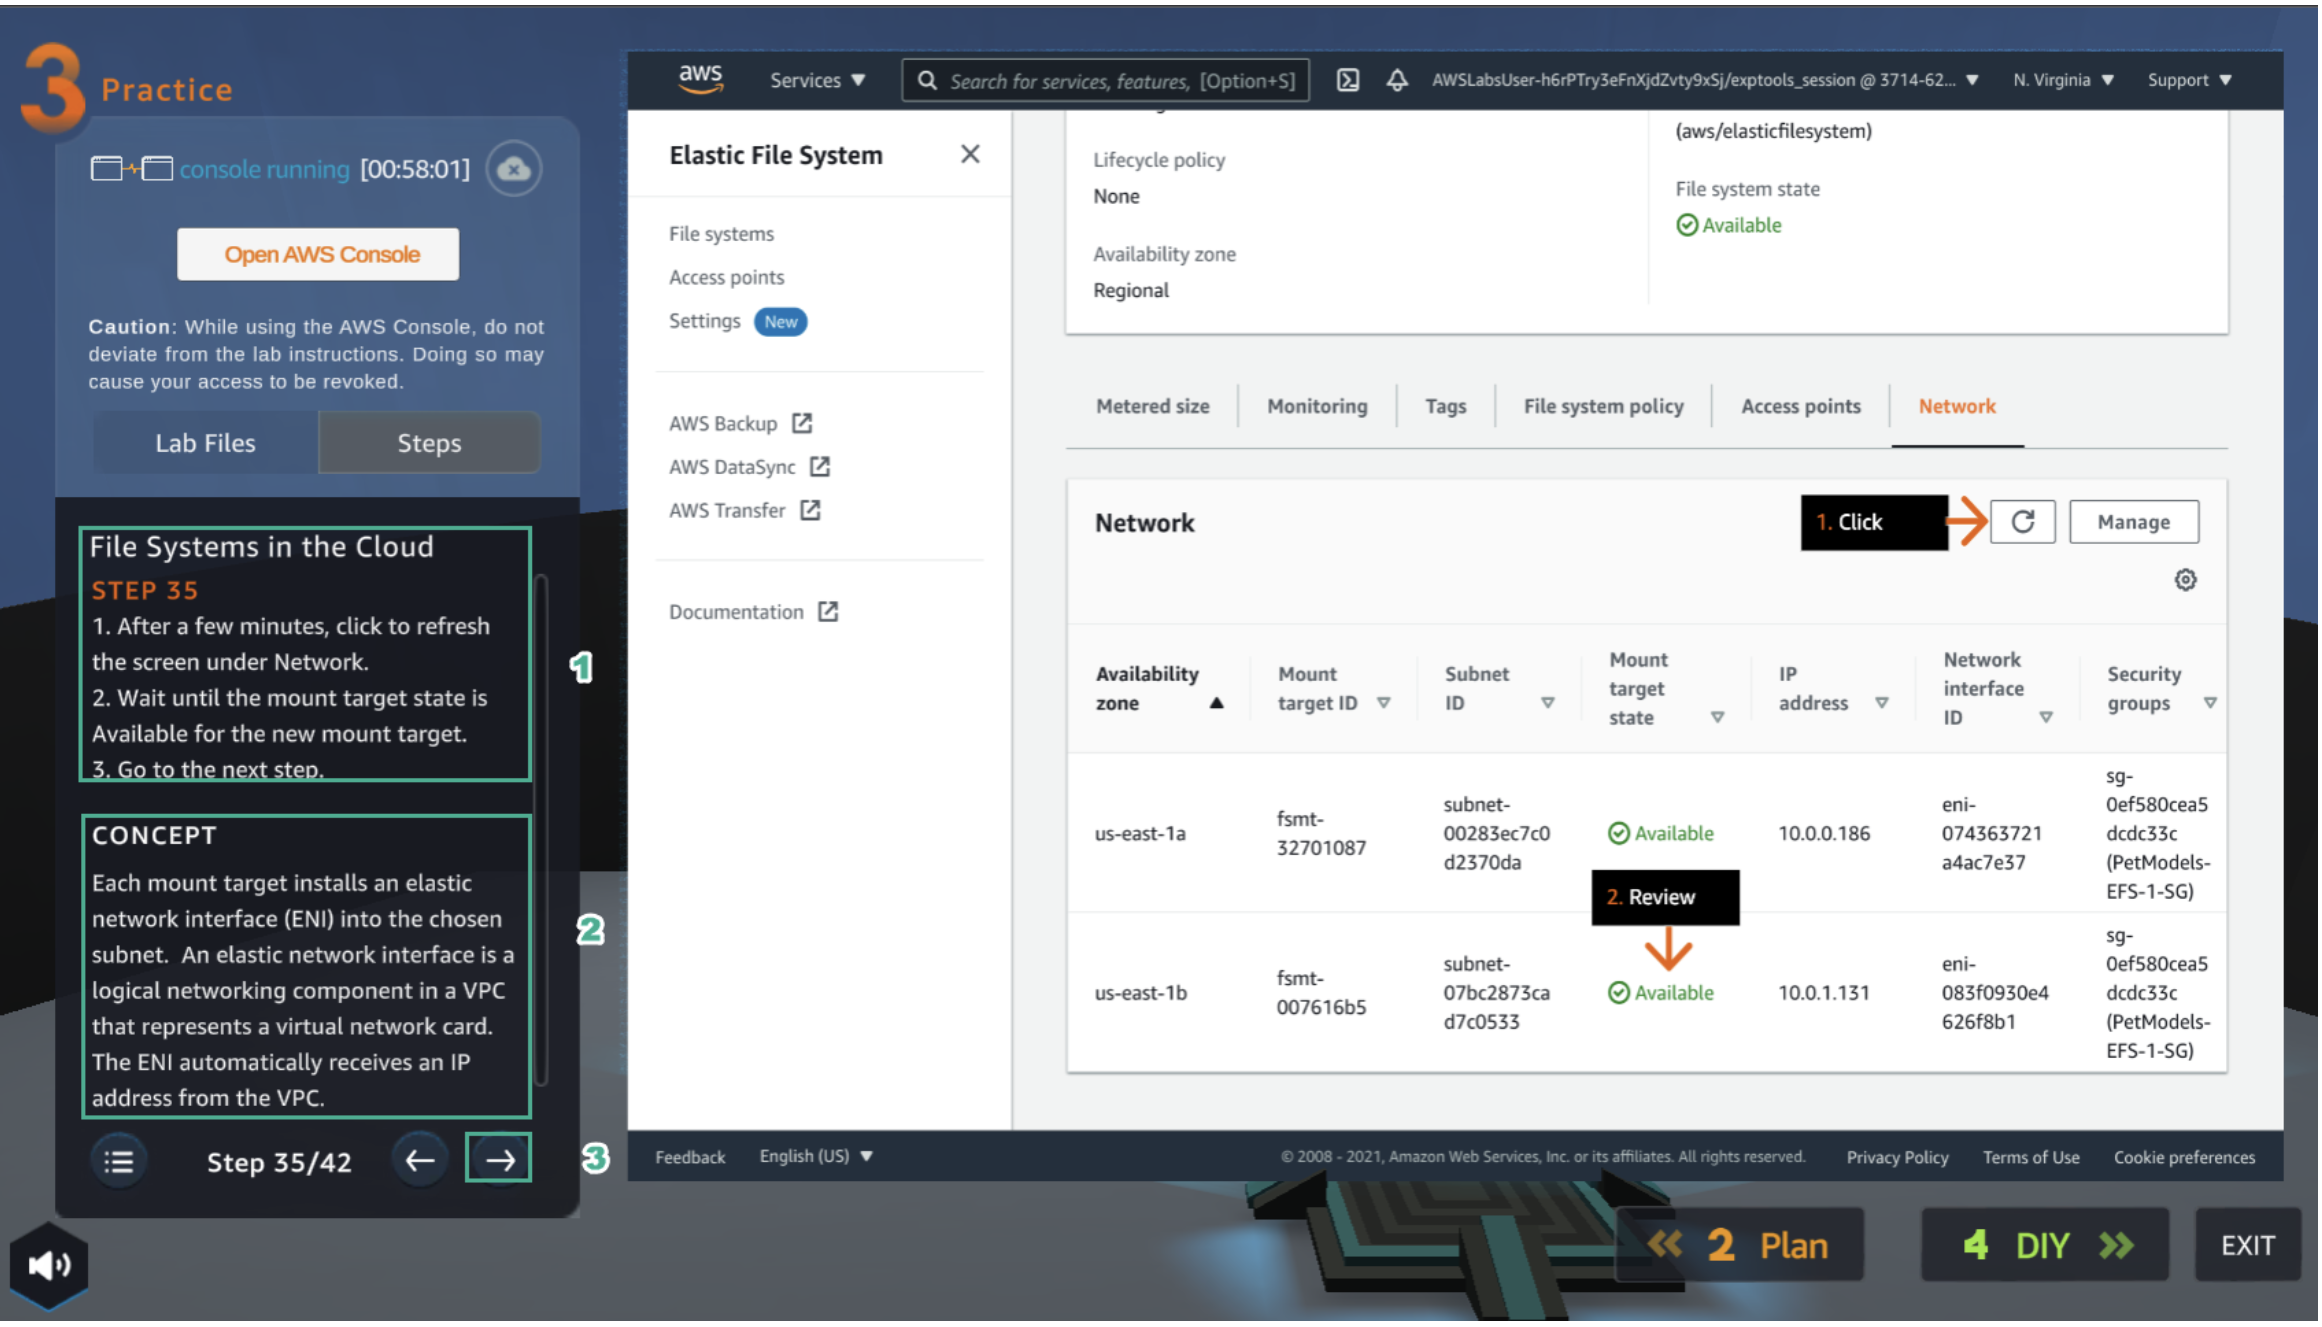 3 Practice
console running [00:58:01]
Open AWS Console
Caution: While using the AWS Console, do not
deviate from the lab instructions. Doing so may
cause your access to be revoked.
Lab Files
Steps
File Systems in the Cloud
STEP 35
1. After a few minutes, click to refresh
the screen under Network.
2. Wait until the mount target state is
Available for the new mount target.
3. Go to the next step.
1
CONCEPT
Each mount target installs an elastic
network interface (ENI) into the chosen
subnet. An elastic network interface is a
logical networking component in a VPC
that represents a virtual network card.
The ENI automatically receives an IP
address from the VPC.
2
Step 35/42
3
aws
Services
Search for services, features, [Option+S]
AWSLabsUser-h6rPTry3eFnXjdZvty9xSj/exptools_session @ 3714-62...
N. Virginia
Support
Elastic File System
File systems
Access points
Settings New
AWS Backup
AWS DataSync
AWS Transfer
Documentation
Lifecycle policy
None
Availability zone
Regional
(aws/elasticfilesystem)
File system state
Available
Metered size
Monitoring
Tags
File system policy
Access points
Network
Network
1. Click
Manage
Availability
zone
Mount
target ID
Subnet
ID
Mount
target
state
IP
address
Network
interface
ID
Security
groups
us-east-1a
fsmt-
32701087
subnet-
00283ec7c0
d2370da
Available
10.0.0.186
eni-
074363721
a4ac7e37
sg-
0ef580cea5
dcdc33c
(PetModels-
EFS-1-SG)
2. Review
us-east-1b
fsmt-
007616b5
subnet-
07bc2873ca
d7c0533
Available
10.0.1.131
eni-
083f0930e4
626f8b1
sg-
0ef580cea5
dcdc33c
(PetModels-
EFS-1-SG)
Feedback
English (US)
© 2008 - 2021, Amazon Web Services, Inc. or its affiliates. All rights reserved.
Privacy Policy
Terms of Use
Cookie preferences
2 Plan
4 DIY
EXIT